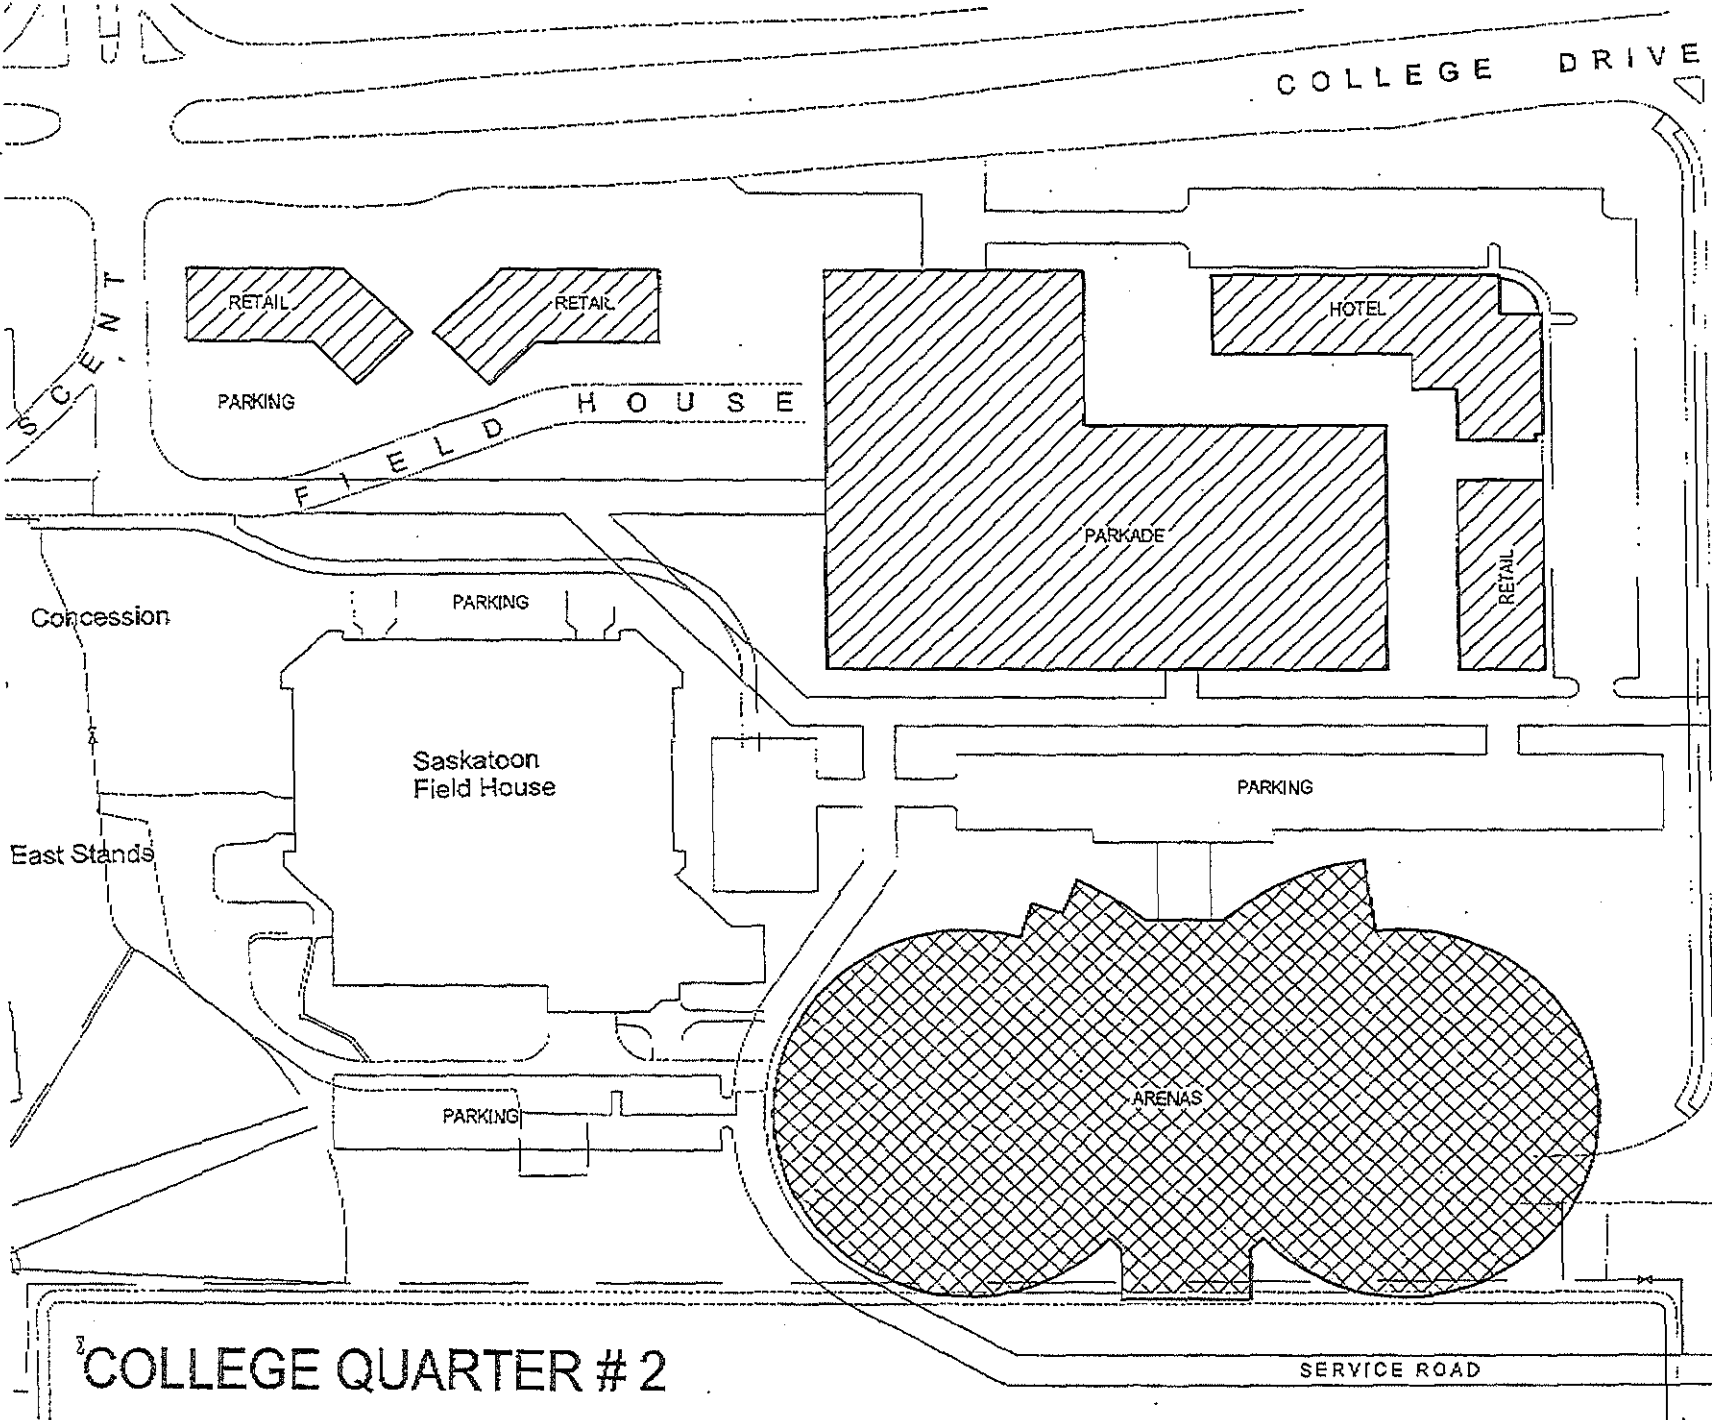 COLLEGE DRIVE
SCENT
RETAIL
RETAIL
HOTEL
PARKING
FIELD HOUSE
PARKADE
RETAIL
PARKING
Concession
Saskatoon
Field House
PARKING
East Stands
ARENAS
PARKING
COLLEGE QUARTER # 2
SERVICE ROAD